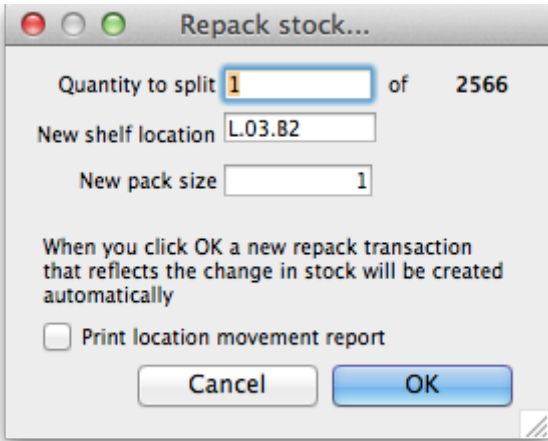 Repack stock...
Quantity to split 1 of 2566
New shelf location L.03.B2
New pack size 1
When you click OK a new repack transaction
that reflects the change in stock will be created
automatically
Print location movement report
Cancel OK